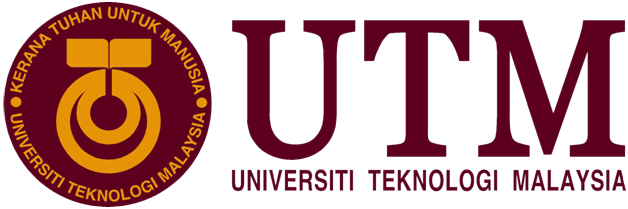 KERANA TUHAN UNTUK MANUSIA
UNIVERSITI TEKNOLOGI MALAYSIA
UTM
UNIVERSITI TEKNOLOGI MALAYSIA